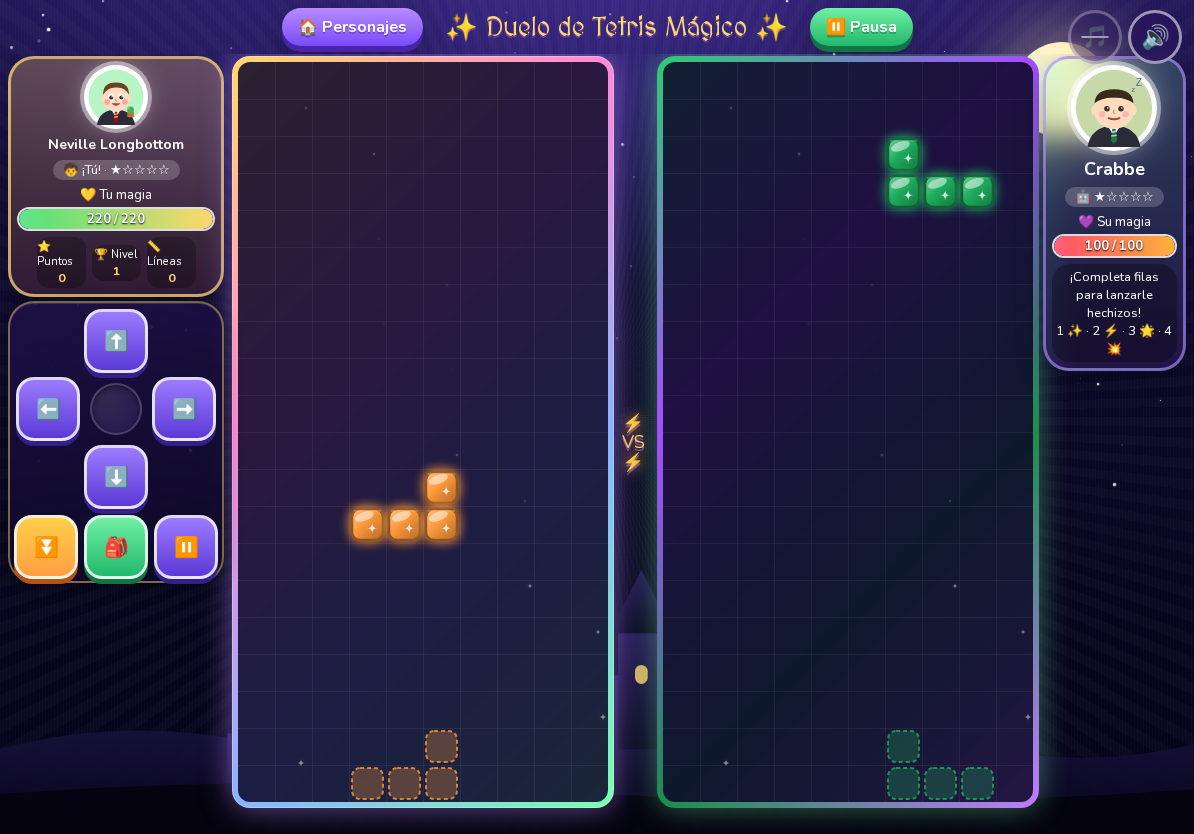 🏠 Personajes
✨ Duelo de Tetris Mágico ✨
⏸️ Pausa
Neville Longbottom
🧒 ¡Tú! · ★☆☆☆☆
💛 Tu magia
220 / 220
⭐ Puntos
0
🏆 Nivel
1
📏 Líneas
0
⚡
VS
⚡
z Z
Crabbe
🤖 ★☆☆☆☆
💜 Su magia
100 / 100
¡Completa filas
para lanzarle
hechizos!
1 ✨ · 2 ⚡ · 3 🌟 · 4
💥